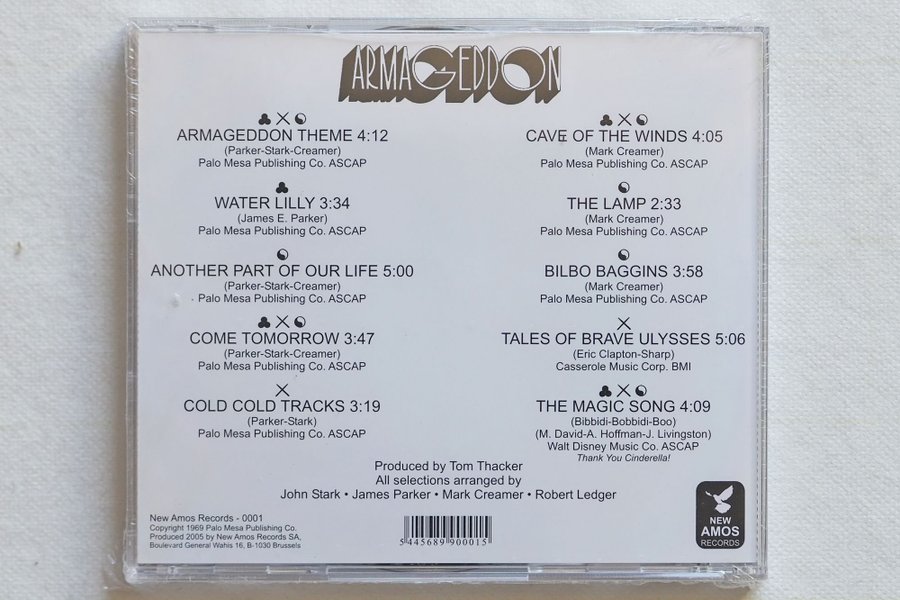 ARMAGEDDON
ARMAGEDDON THEME 4:12
(Parker-Stark-Creamer)
Palo Mesa Publishing Co. ASCAP
WATER LILLY 3:34
(James E. Parker)
Palo Mesa Publishing Co. ASCAP
ANOTHER PART OF OUR LIFE 5:00
(Parker-Stark-Creamer)
Palo Mesa Publishing Co. ASCAP
COME TOMORROW 3:47
(Parker-Stark-Creamer)
Palo Mesa Publishing Co. ASCAP
COLD COLD TRACKS 3:19
(Parker-Stark)
Palo Mesa Publishing Co. ASCAP
CAVE OF THE WINDS 4:05
(Mark Creamer)
Palo Mesa Publishing Co. ASCAP
THE LAMP 2:33
(Mark Creamer)
Palo Mesa Publishing Co. ASCAP
BILBO BAGGINS 3:58
(Mark Creamer)
Palo Mesa Publishing Co. ASCAP
TALES OF BRAVE ULYSSES 5:06
(Eric Clapton-Sharp)
Casserole Music Corp. BMI
THE MAGIC SONG 4:09
(Bibbidi-Bobbidi-Boo)
(M. David-A. Hoffman-J. Livingston)
Walt Disney Music Co. ASCAP
Thank You Cinderella!
Produced by Tom Thacker
All selections arranged by
John Stark • James Parker • Mark Creamer • Robert Ledger
New Amos Records - 0001
Copyright 1969 Palo Mesa Publishing Co.
Produced 2005 by New Amos Records SA,
Boulevard General Wahis 16, B-1030 Brussels
5 445689 900015
NEW
AMOS
RECORDS